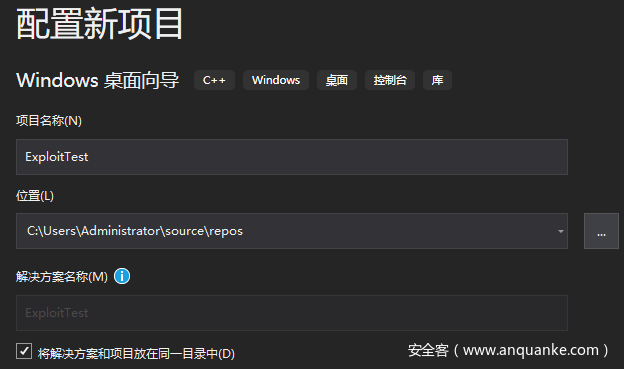 配置新项目
Windows 桌面向导 C++ Windows 桌面 控制台 库
项目名称(N)
ExploitTest
位置(L)
C:\Users\Administrator\source\repos
...
解决方案名称(M)
ExploitTest
将解决方案和项目放在同一目录中(D)
安全客（www.anquanke.com）